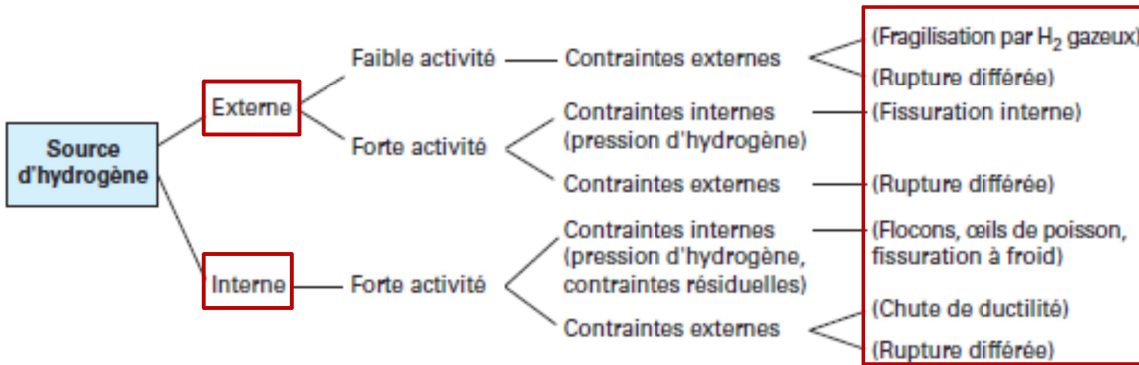 Source
d'hydrogène
Externe
Faible activité
Contraintes externes
(Fragilisation par H₂ gazeux)
(Rupture différée)
Forte activité
Contraintes internes
(pression d'hydrogène)
(Fissuration interne)
Contraintes externes
(Rupture différée)
Interne
Forte activité
Contraintes internes
(pression d'hydrogène,
contraintes résiduelles)
(Flocons, œils de poisson,
fissuration à froid)
Contraintes externes
(Chute de ductilité)
(Rupture différée)